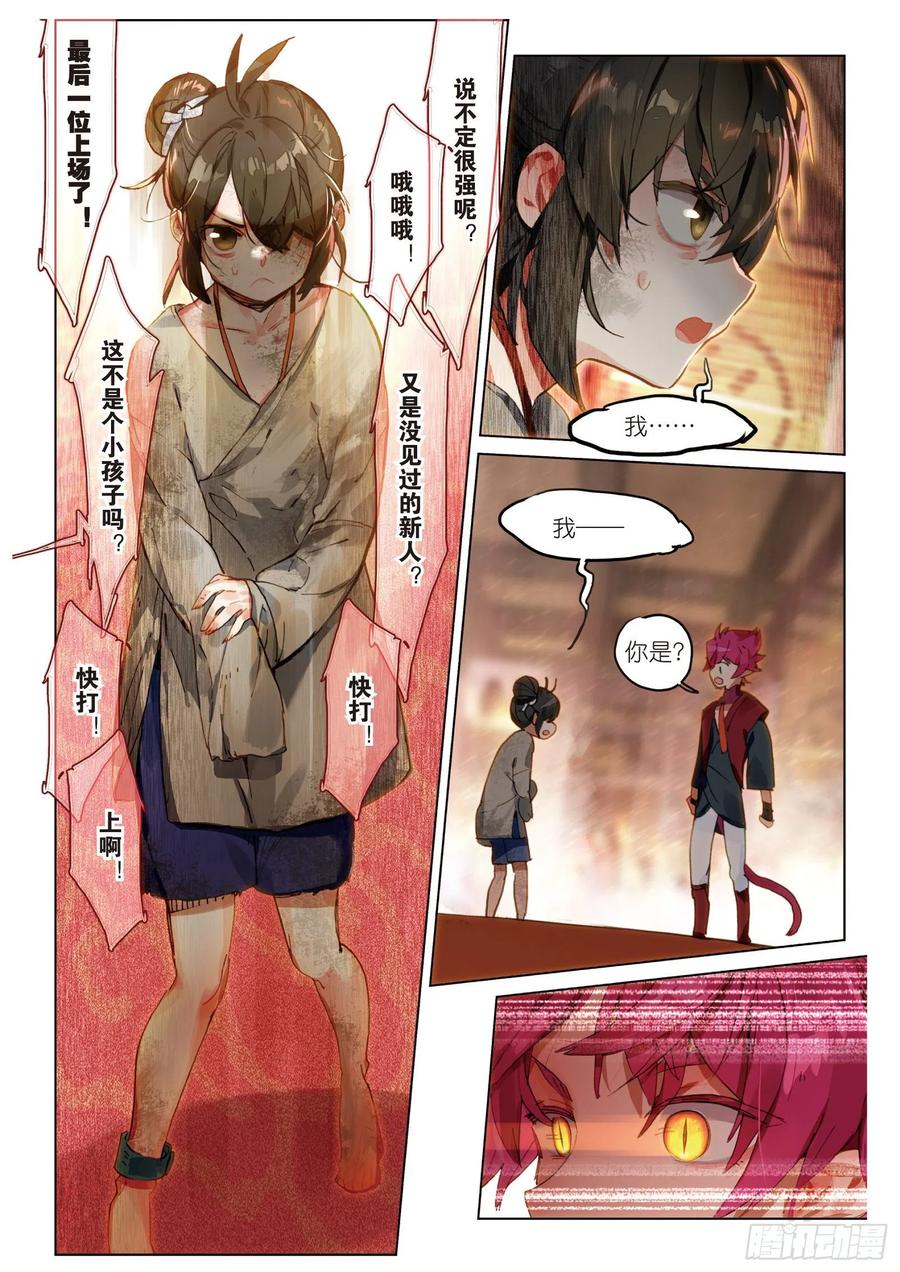 最后一位上场了！
说不定很强呢？
哦哦哦！
这不是个小孩子吗？
又是没见过的新人？
快打！
快打！
上啊！
我……
我——
你是？
腾讯动漫